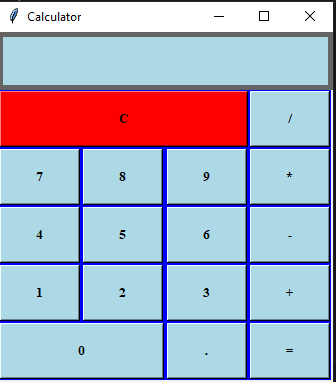 Calculator
C /
7 8 9 *
4 5 6 -
1 2 3 +
0 . =